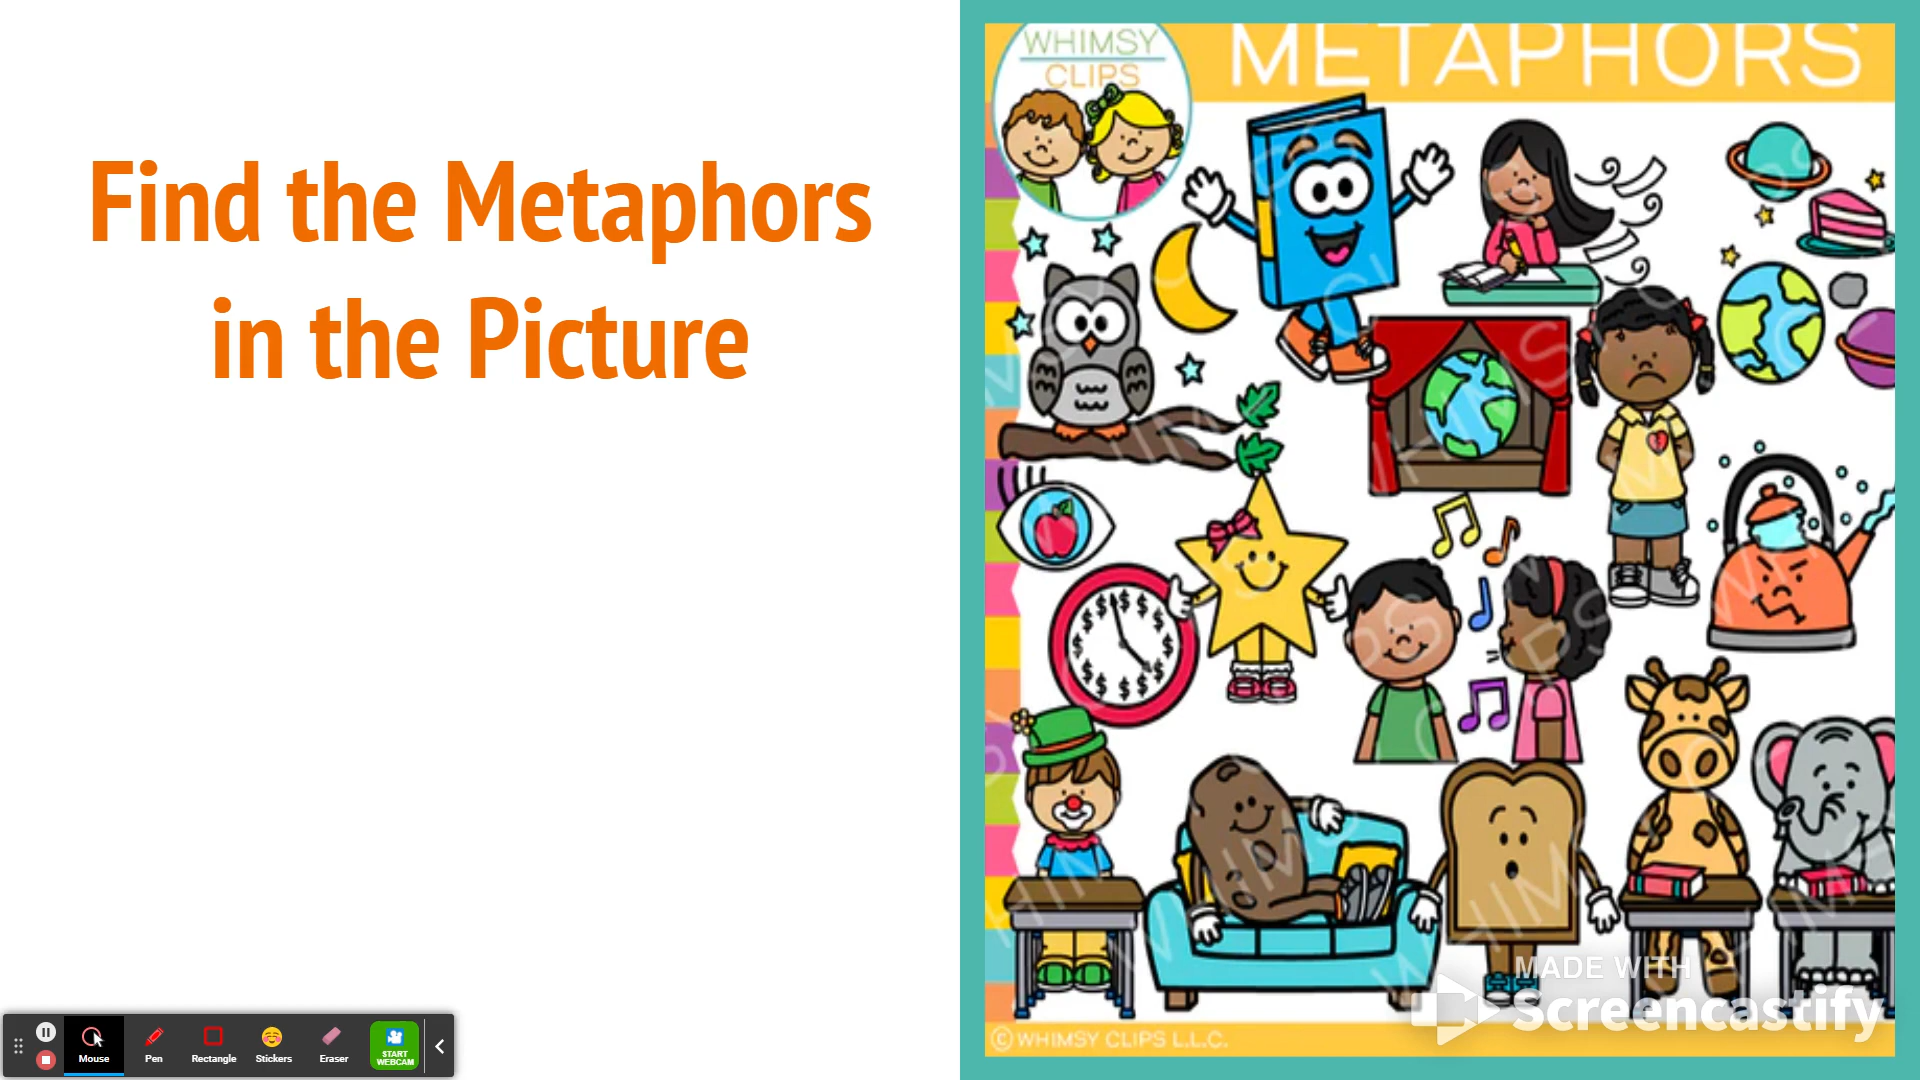 Find the Metaphors
in the Picture
WHIMSY
CLIPS
METAPHORS
MADE WITH
Screencastify
© WHIMSY CLIPS L.L.C.
Mouse
Pen
Rectangle
Stickers
Eraser
START
WEBCAM